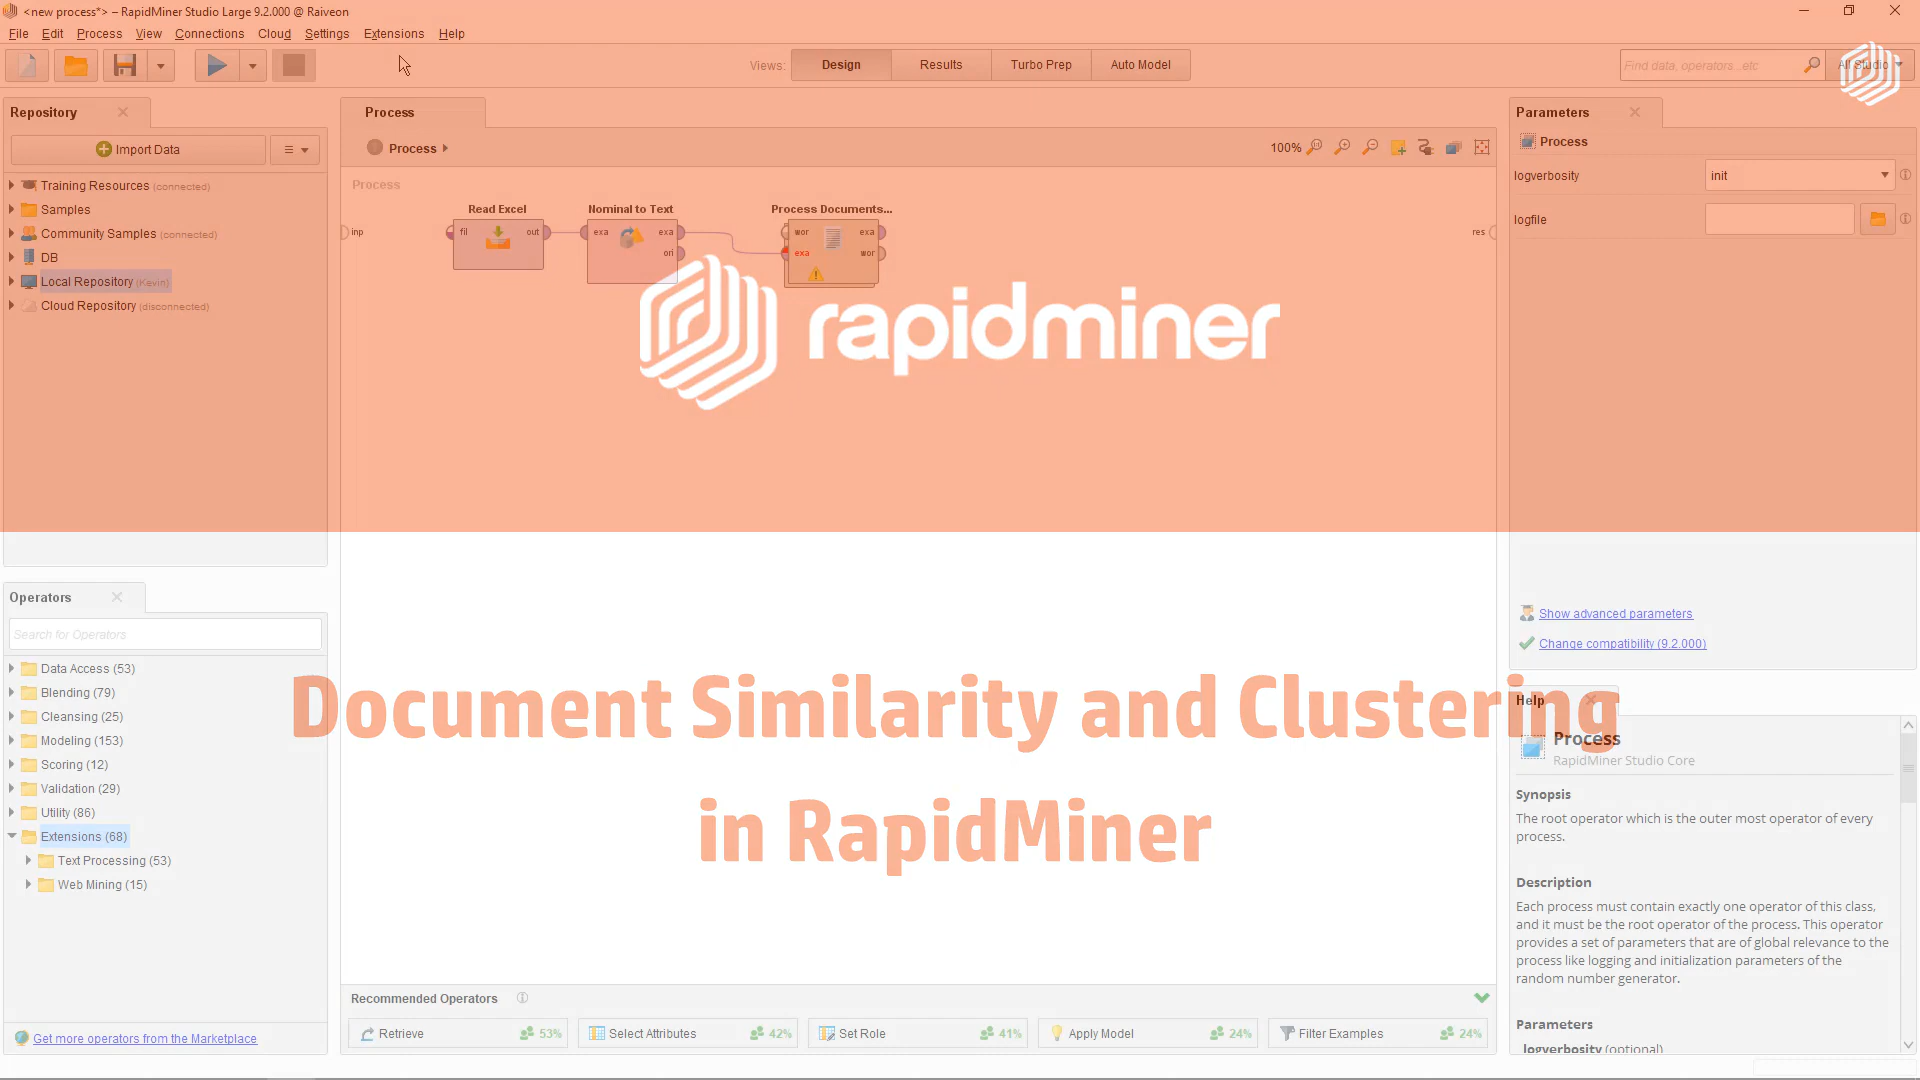 <new process*> – RapidMiner Studio Large 9.2.000 @ Raiveon
File Edit Process View Connections Cloud Settings Extensions Help
Views: Design Results Turbo Prep Auto Model
Find data, operators...etc
All Studio
Repository
Import Data
Training Resources (connected)
Samples
Community Samples (connected)
DB
Local Repository (Kevin)
Cloud Repository (disconnected)
Process
Process
100%
Process
Read Excel
Nominal to Text
Process Documents...
inp
fil out
exa exa
ori
wor exa
exa wor
res
rapidminer
Parameters
Process
logverbosity init
logfile
Show advanced parameters
Change compatibility (9.2.000)
Operators
Search for Operators
Data Access (53)
Blending (79)
Cleansing (25)
Modeling (153)
Scoring (12)
Validation (29)
Utility (86)
Extensions (68)
Text Processing (53)
Web Mining (15)
Get more operators from the Marketplace
Document Similarity and Clustering
in RapidMiner
Recommended Operators
Retrieve 53%
Select Attributes 42%
Set Role 41%
Apply Model 24%
Filter Examples 24%
Help
Process
RapidMiner Studio Core
Synopsis
The root operator which is the outer most operator of every
process.
Description
Each process must contain exactly one operator of this class,
and it must be the root operator of the process. This operator
provides a set of parameters that are of global relevance to the
process like logging and initialization parameters of the
random number generator.
Parameters
logverbosity (optional)